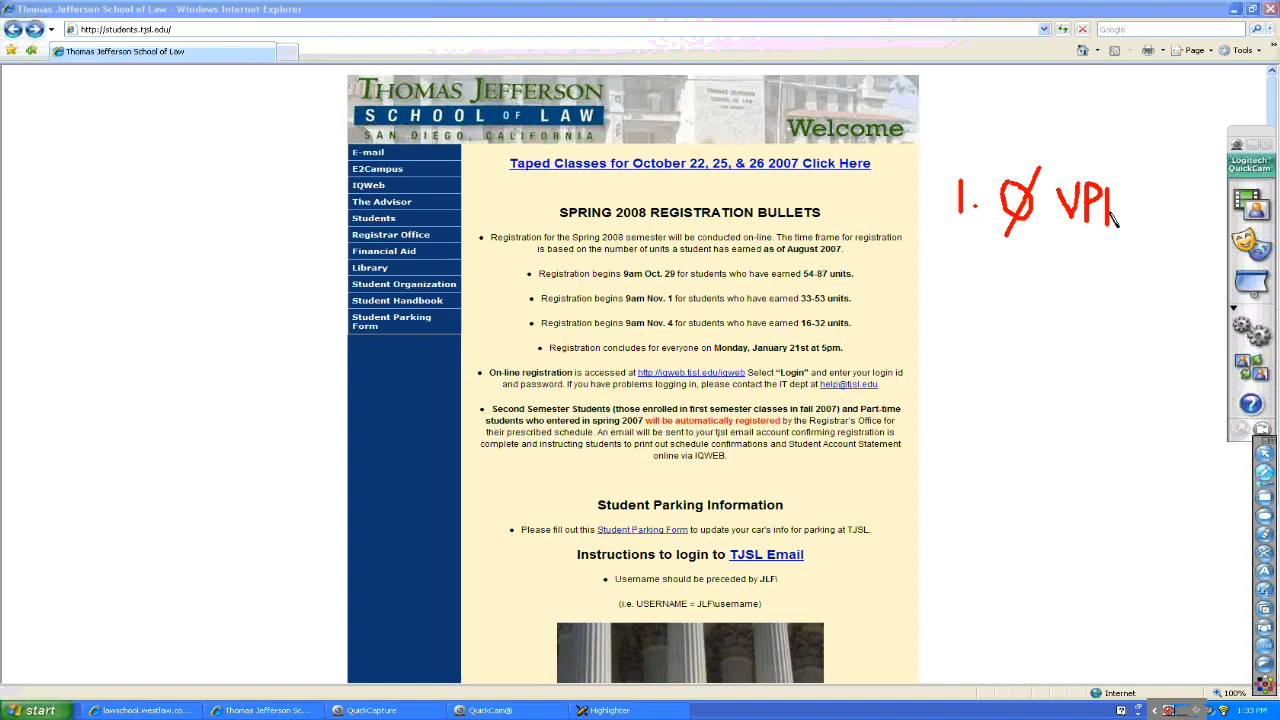 Thomas Jefferson School of Law - Windows Internet Explorer
http://students.tjsl.edu/
Google
Thomas Jefferson School of Law
Page
Tools
THOMAS JEFFERSON
SCHOOL OF LAW
SAN DIEGO, CALIFORNIA
Welcome
E-mail
E2Campus
IQWeb
The Advisor
Students
Registrar Office
Financial Aid
Library
Student Organization
Student Handbook
Student Parking
Form
Taped Classes for October 22, 25, & 26 2007 Click Here
SPRING 2008 REGISTRATION BULLETS
• Registration for the Spring 2008 semester will be conducted on-line. The time frame for registration
is based on the number of units a student has earned as of August 2007.
• Registration begins 9am Oct. 29 for students who have earned 54-87 units.
• Registration begins 9am Nov. 1 for students who have earned 33-53 units.
• Registration begins 9am Nov. 4 for students who have earned 16-32 units.
• Registration concludes for everyone on Monday, January 21st at 5pm.
• On-line registration is accessed at http://iqweb.tjsl.edu/iqweb Select “Login” and enter your login id
and password. If you have problems logging in, please contact the IT dept at help@tjsl.edu
• Second Semester Students (those enrolled in first semester classes in fall 2007) and Part-time
students who entered in spring 2007 will be automatically registered by the Registrar's Office for
their prescribed schedule. An email will be sent to your tjsl email account confirming registration is
complete and instructing students to print out schedule confirmations and Student Account Statement
online via IQWEB.
Student Parking Information
• Please fill out this Student Parking Form to update your car's info for parking at TJSL.
Instructions to login to TJSL Email
• Username should be preceded by JLF\
(i.e. USERNAME = JLF\username)
1. Ø VPI
Logitech
QuickCam
Internet
100%
start
lawschool.westlaw.co...
Thomas Jefferson Sc...
QuickCapture
QuickCam®
Highlighter
1:33 PM